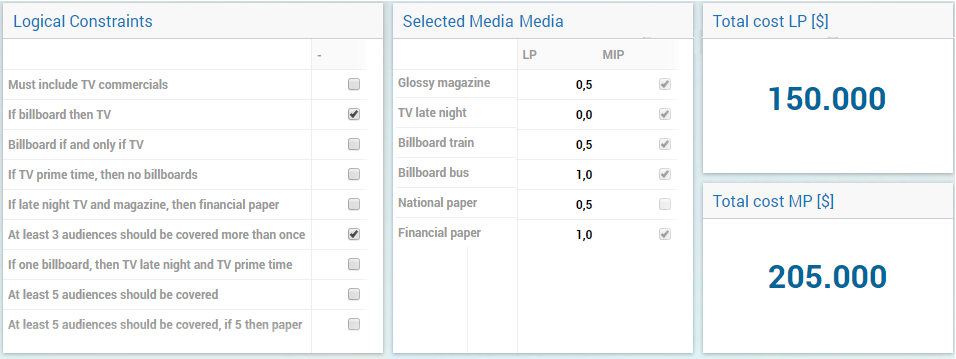 Logical Constraints
-
Must include TV commercials
If billboard then TV
Billboard if and only if TV
If TV prime time, then no billboards
If late night TV and magazine, then financial paper
At least 3 audiences should be covered more than once
If one billboard, then TV late night and TV prime time
At least 5 audiences should be covered
At least 5 audiences should be covered, if 5 then paper
Selected Media Media
LP MIP
Glossy magazine 0,5
TV late night 0,0
Billboard train 0,5
Billboard bus 1,0
National paper 0,5
Financial paper 1,0
Total cost LP [$]
150.000
Total cost MP [$]
205.000